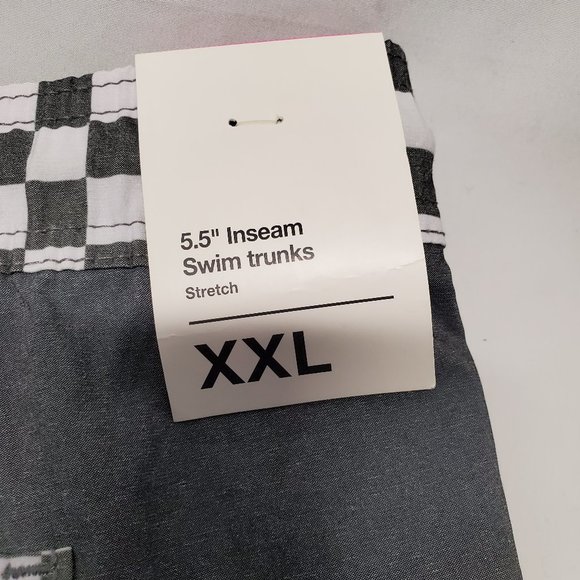 5.5" Inseam
Swim trunks
Stretch
XXL